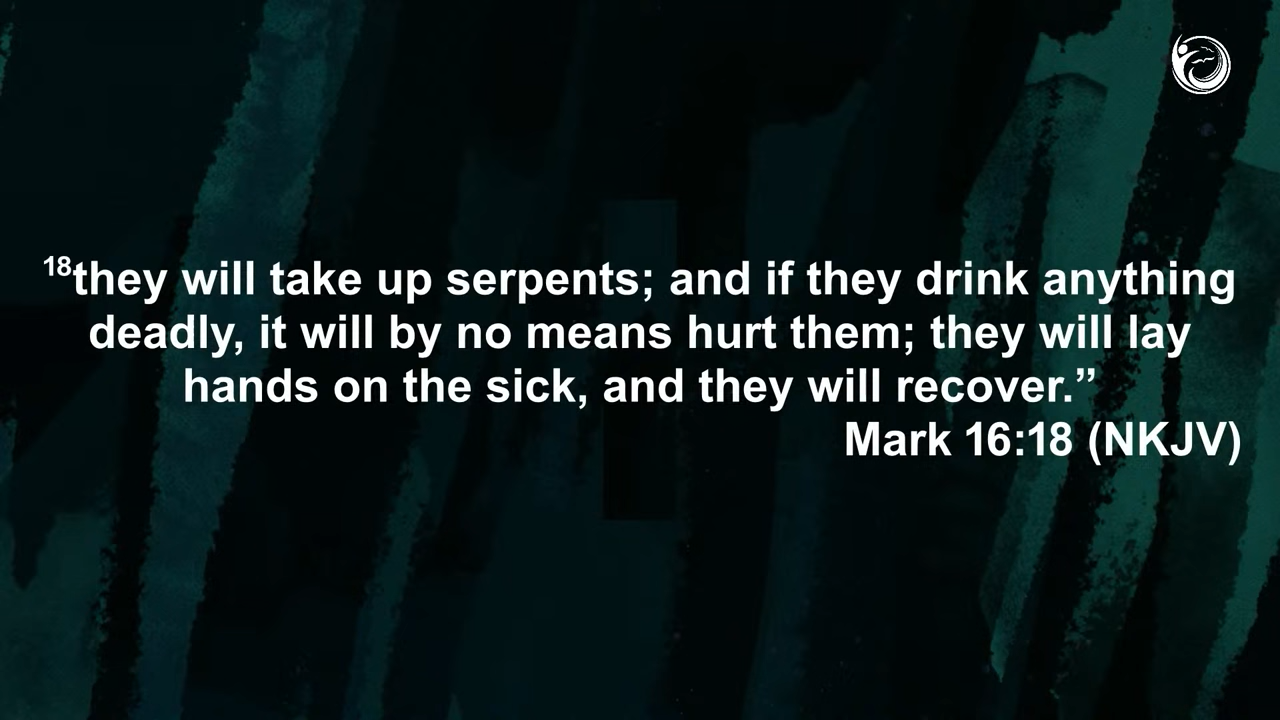 18they will take up serpents; and if they drink anything
deadly, it will by no means hurt them; they will lay
hands on the sick, and they will recover.”
Mark 16:18 (NKJV)